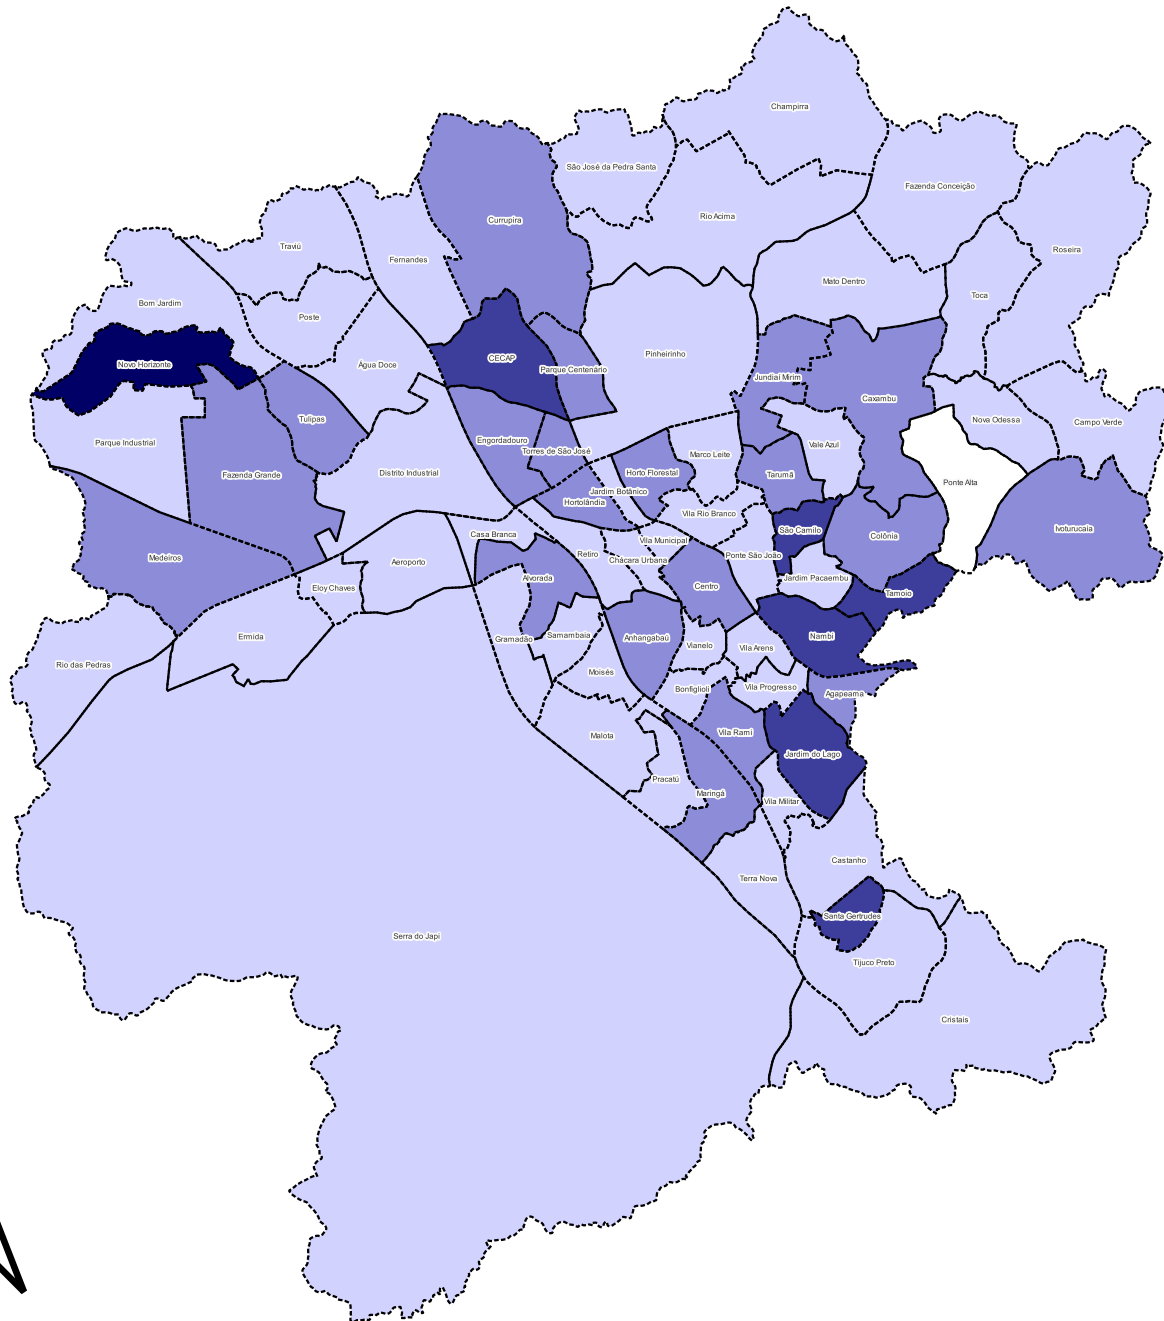 Champirra
São José da Pedra Santa
Fazenda Conceição
Rio Acima
Currupira
Traviú
Roseira
Fernandes
Mato Dentro
Toca
Bom Jardim
Poste
Pinheirinho
CECAP
Novo Horizonte
Água Doce
Parque Centenário
Jundiaí Mirim
Caxambu
Tulipas
Nova Odessa
Campo Verde
Parque Industrial
Engordadouro
Vale Azul
Torres de São José
Marco Leite
Distrito Industrial
Horto Florestal
Fazenda Grande
Tarumã
Ponte Alta
Jardim Botânico
Hortolândia
Vila Rio Branco
Ivoturucaia
São Camilo
Casa Branca
Colônia
Vila Municipal
Retiro
Ponte São João
Medeiros
Chácara Urbana
Aeroporto
Alvorada
Jardim Pacaembu
Eloy Chaves
Centro
Tamoio
Ermida
Samambaia
Nambi
Gramadão
Anhangabaú
Vianelo
Vila Arens
Rio das Pedras
Moisés
Bonfiglioli
Vila Progresso
Agapeama
Malota
Vila Rami
Jardim do Lago
Pracatú
Maringá
Vila Militar
Castanho
Terra Nova
Santa Gertrudes
Serra do Japi
Tijuco Preto
Cristais